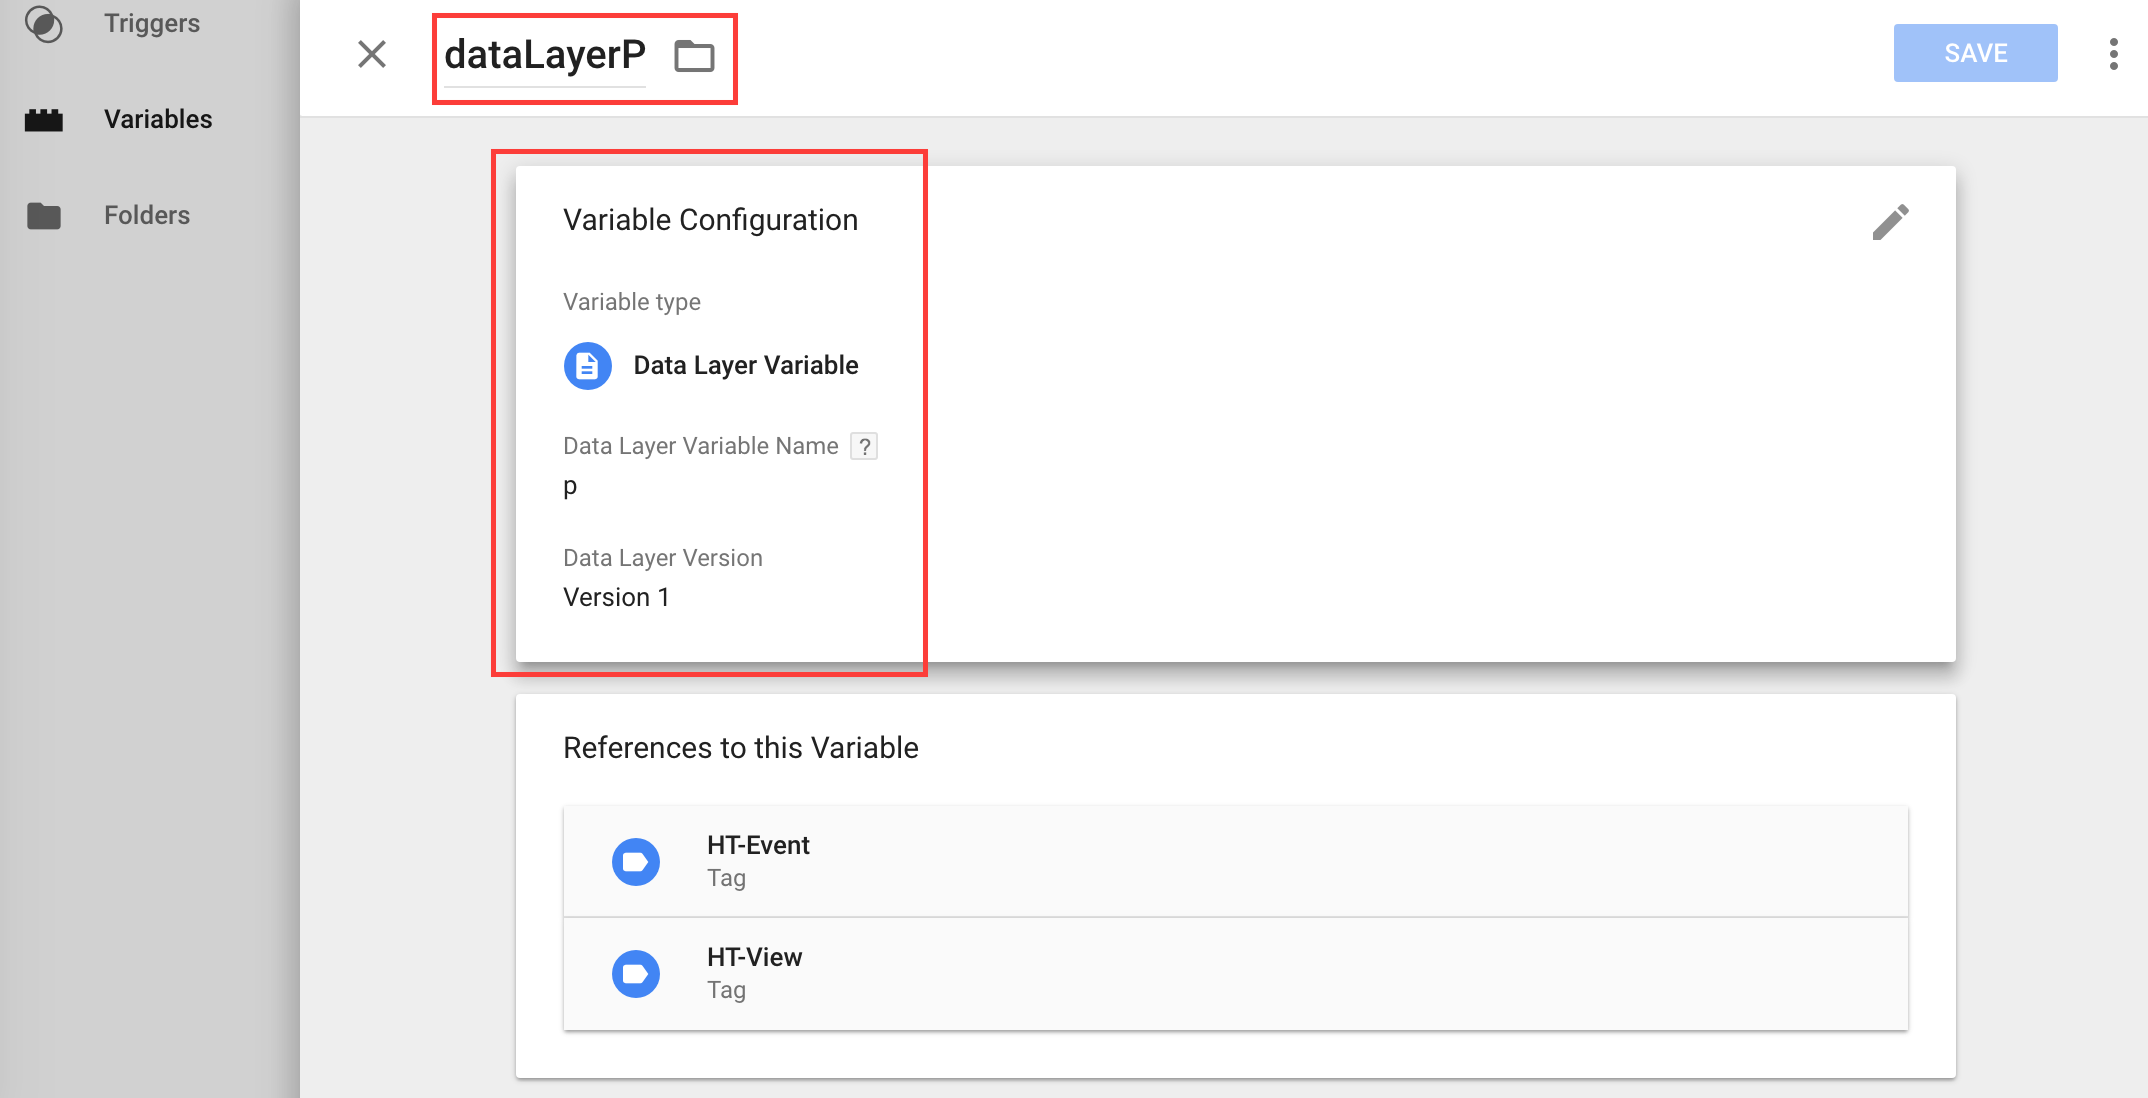 Triggers
Variables
Folders
dataLayerP
SAVE
Variable Configuration
Variable type
Data Layer Variable
Data Layer Variable Name ?
p
Data Layer Version
Version 1
References to this Variable
HT-Event
Tag
HT-View
Tag